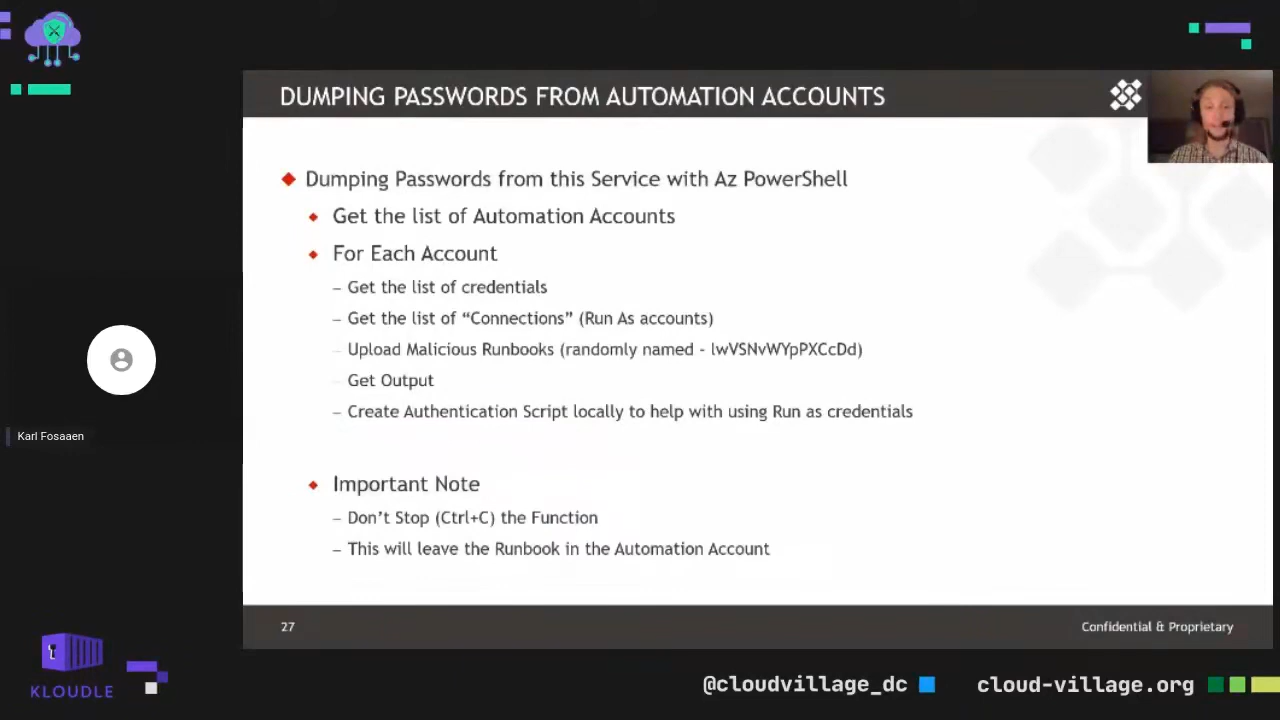 DUMPING PASSWORDS FROM AUTOMATION ACCOUNTS
Dumping Passwords from this Service with Az PowerShell
Get the list of Automation Accounts
For Each Account
– Get the list of credentials
– Get the list of “Connections” (Run As accounts)
– Upload Malicious Runbooks (randomly named - lwVSNvWYpPXCcDd)
– Get Output
– Create Authentication Script locally to help with using Run as credentials
Important Note
– Don’t Stop (Ctrl+C) the Function
– This will leave the Runbook in the Automation Account
27
Confidential & Proprietary
Karl Fosaaen
KLOUDLE
@cloudvillage_dc
cloud-village.org